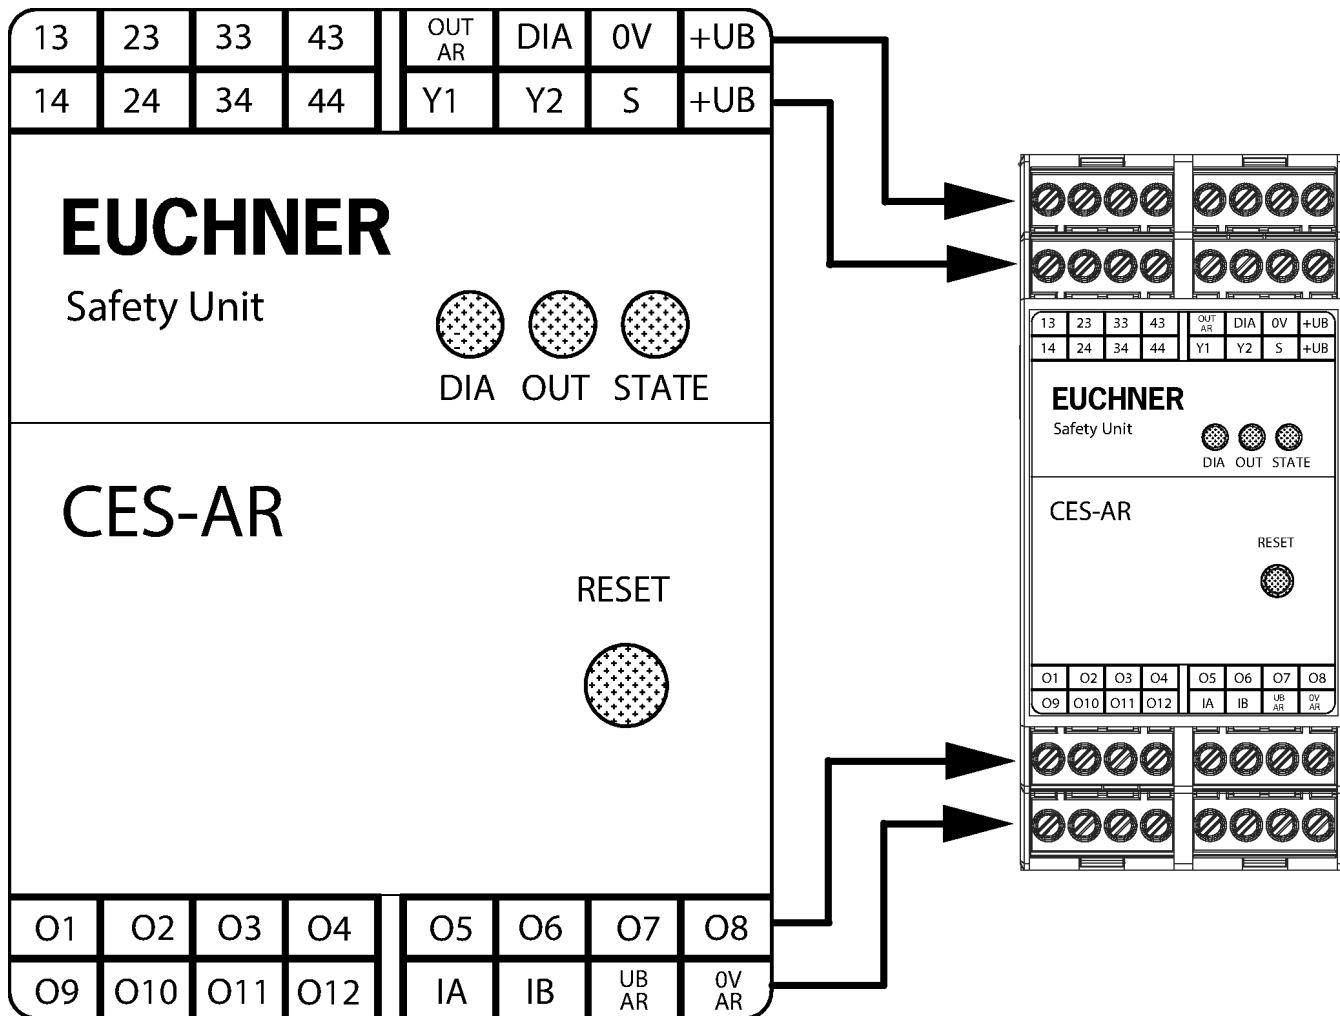 13 23 33 43 OUT AR DIA 0V +UB
14 24 34 44 Y1 Y2 S +UB
EUCHNER
Safety Unit
DIA OUT STATE
CES-AR
RESET
O1 O2 O3 O4 O5 O6 O7 O8
O9 O10 O11 O12 IA IB UB AR 0V AR
13 23 33 43 OUT AR DIA 0V +UB
14 24 34 44 Y1 Y2 S +UB
EUCHNER
Safety Unit
DIA OUT STATE
CES-AR
RESET
O1 O2 O3 O4 O5 O6 O7 O8
O9 O10 O11 O12 IA IB UB AR 0V AR